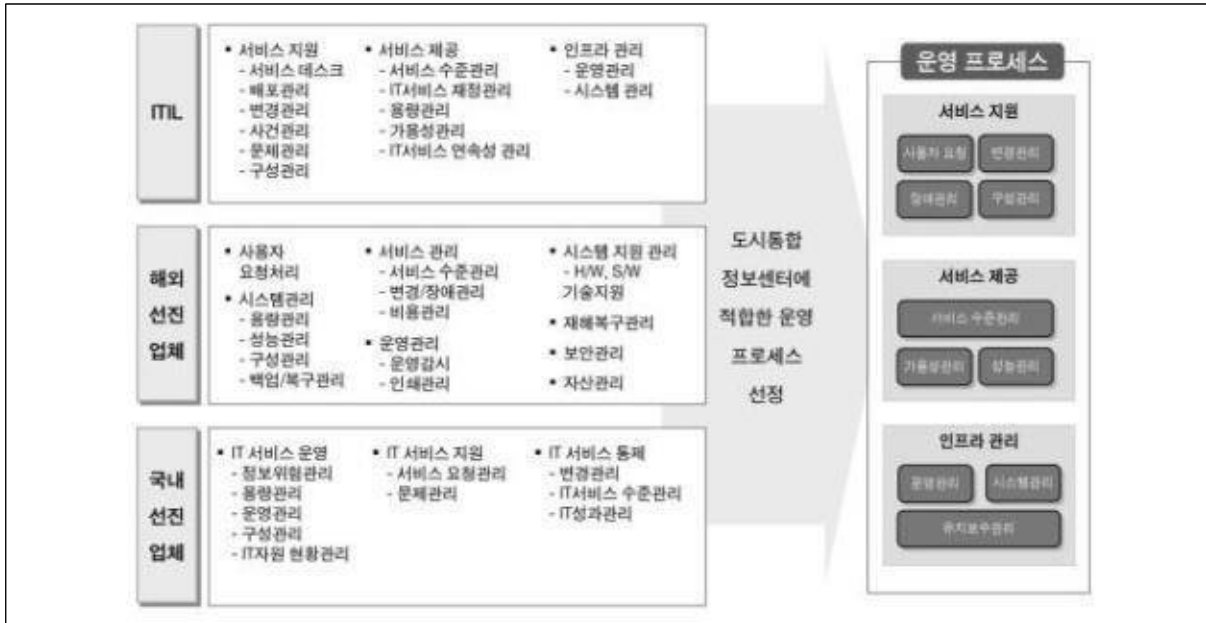 ITIL
▪ 서비스 지원
- 서비스 데스크
- 배포관리
- 변경관리
- 사건관리
- 문제관리
- 구성관리
▪ 서비스 제공
- 서비스 수준관리
- IT서비스 재정관리
- 용량관리
- 가용성관리
- IT서비스 연속성 관리
▪ 인프라 관리
- 운영관리
- 시스템 관리
해외
선진
업체
▪ 사용자
요청처리
▪ 시스템관리
- 용량관리
- 성능관리
- 구성관리
- 백업/복구관리
▪ 서비스 관리
- 서비스 수준관리
- 변경/장애관리
- 비용관리
▪ 운영관리
- 운영감시
- 인쇄관리
▪ 시스템 지원 관리
- H/W, S/W
기술지원
▪ 재해복구관리
▪ 보안관리
▪ 자산관리
국내
선진
업체
▪ IT 서비스 운영
- 정보위험관리
- 용량관리
- 운영관리
- 구성관리
- IT자원 현황관리
▪ IT 서비스 지원
- 서비스 요청관리
- 문제관리
▪ IT 서비스 통제
- 변경관리
- IT서비스 수준관리
- IT성과관리
도시통합
정보센터에
적합한 운영
프로세스
선정
운영 프로세스
서비스 지원
사용자 요청
변경관리
장애관리
구성관리
서비스 제공
서비스 수준관리
가용성관리
성능관리
인프라 관리
운영관리
시스템관리
유지보수관리